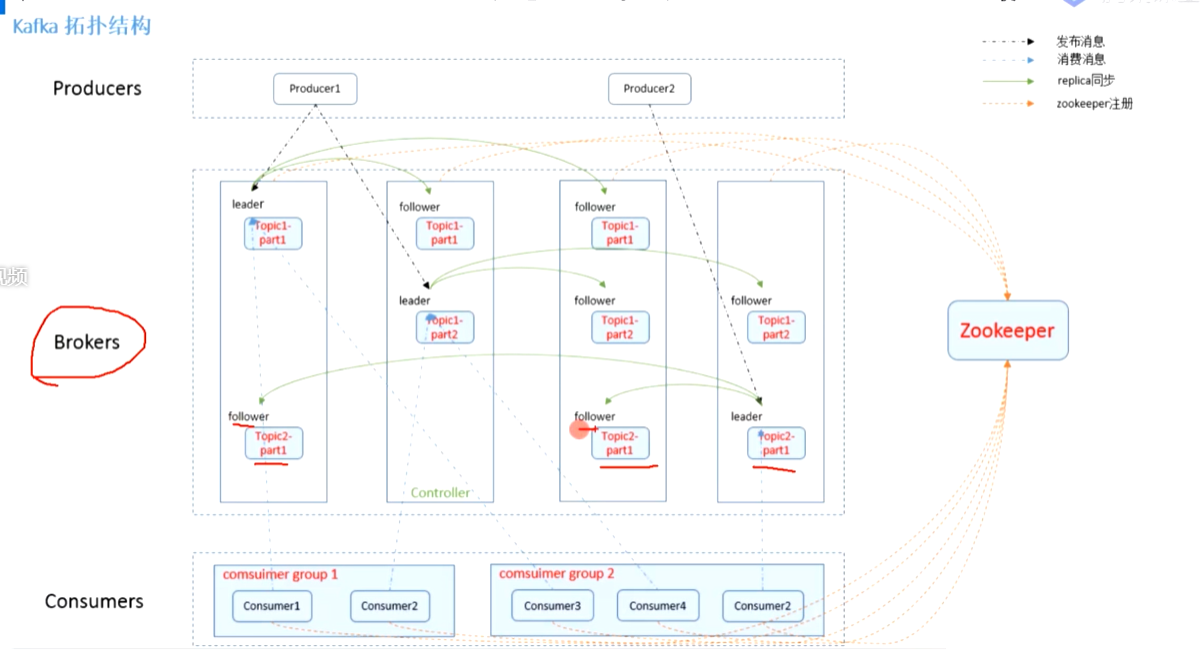 Kafka 拓扑结构
发布消息
消费消息
replica同步
zookeeper注册
Producers
Producer1
Producer2
leader
Topic1-
part1
follower
Topic1-
part1
follower
Topic1-
part1
视频
leader
Topic1-
part2
follower
Topic1-
part2
follower
Topic1-
part2
Brokers
Zookeeper
follower
Topic2-
part1
follower
Topic2-
part1
leader
Topic2-
part1
Controller
Consumers
comsuimer group 1
Consumer1
Consumer2
comsuimer group 2
Consumer3
Consumer4
Consumer2